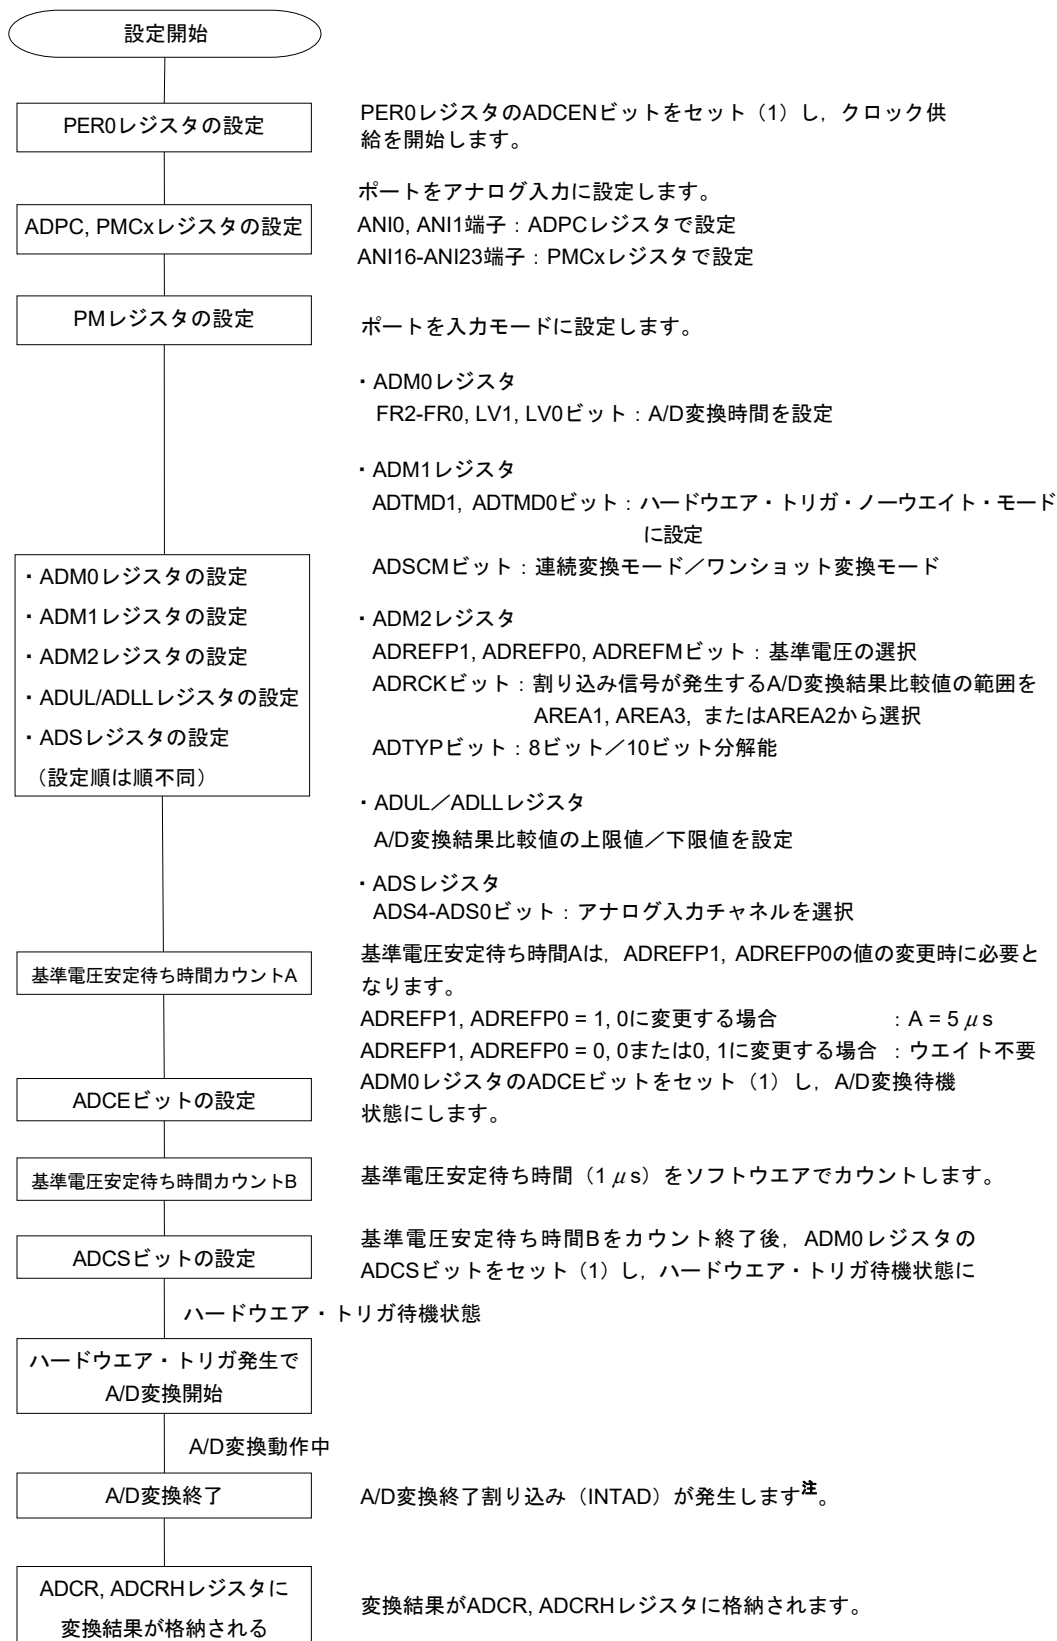 設定開始
PER0レジスタの設定
PER0レジスタのADCENビットをセット（1）し，クロック供
給を開始します。
ADPC, PMCxレジスタの設定
ポートをアナログ入力に設定します。
ANI0, ANI1端子：ADPCレジスタで設定
ANI16-ANI23端子：PMCxレジスタで設定
PMレジスタの設定
ポートを入力モードに設定します。
・ADM0レジスタの設定
・ADM1レジスタの設定
・ADM2レジスタの設定
・ADUL/ADLLレジスタの設定
・ADSレジスタの設定
（設定順は順不同）
・ADM0レジスタ
FR2-FR0, LV1, LV0ビット：A/D変換時間を設定
・ADM1レジスタ
ADTMD1, ADTMD0ビット：ハードウエア・トリガ・ノーウエイト・モード
に設定
ADSCMビット：連続変換モード／ワンショット変換モード
・ADM2レジスタ
ADREFP1, ADREFP0, ADREFMビット：基準電圧の選択
ADRCKビット：割り込み信号が発生するA/D変換結果比較値の範囲を
AREA1, AREA3, またはAREA2から選択
ADTYPビット：8ビット／10ビット分解能
・ADUL／ADLLレジスタ
A/D変換結果比較値の上限値／下限値を設定
・ADSレジスタ
ADS4-ADS0ビット：アナログ入力チャネルを選択
基準電圧安定待ち時間カウントA
基準電圧安定待ち時間Aは，ADREFP1, ADREFP0の値の変更時に必要と
なります。
ADREFP1, ADREFP0 = 1, 0に変更する場合 ：A = 5 μs
ADREFP1, ADREFP0 = 0, 0または0, 1に変更する場合 ：ウエイト不要
ADCEビットの設定
ADM0レジスタのADCEビットをセット（1）し，A/D変換待機
状態にします。
基準電圧安定待ち時間カウントB
基準電圧安定待ち時間（1 μs）をソフトウエアでカウントします。
ADCSビットの設定
基準電圧安定待ち時間Bをカウント終了後，ADM0レジスタの
ADCSビットをセット（1）し，ハードウエア・トリガ待機状態に
ハードウエア・トリガ待機状態
ハードウエア・トリガ発生で
A/D変換開始
A/D変換動作中
A/D変換終了
A/D変換終了割り込み（INTAD）が発生します注。
ADCR, ADCRHレジスタに
変換結果が格納される
変換結果がADCR, ADCRHレジスタに格納されます。